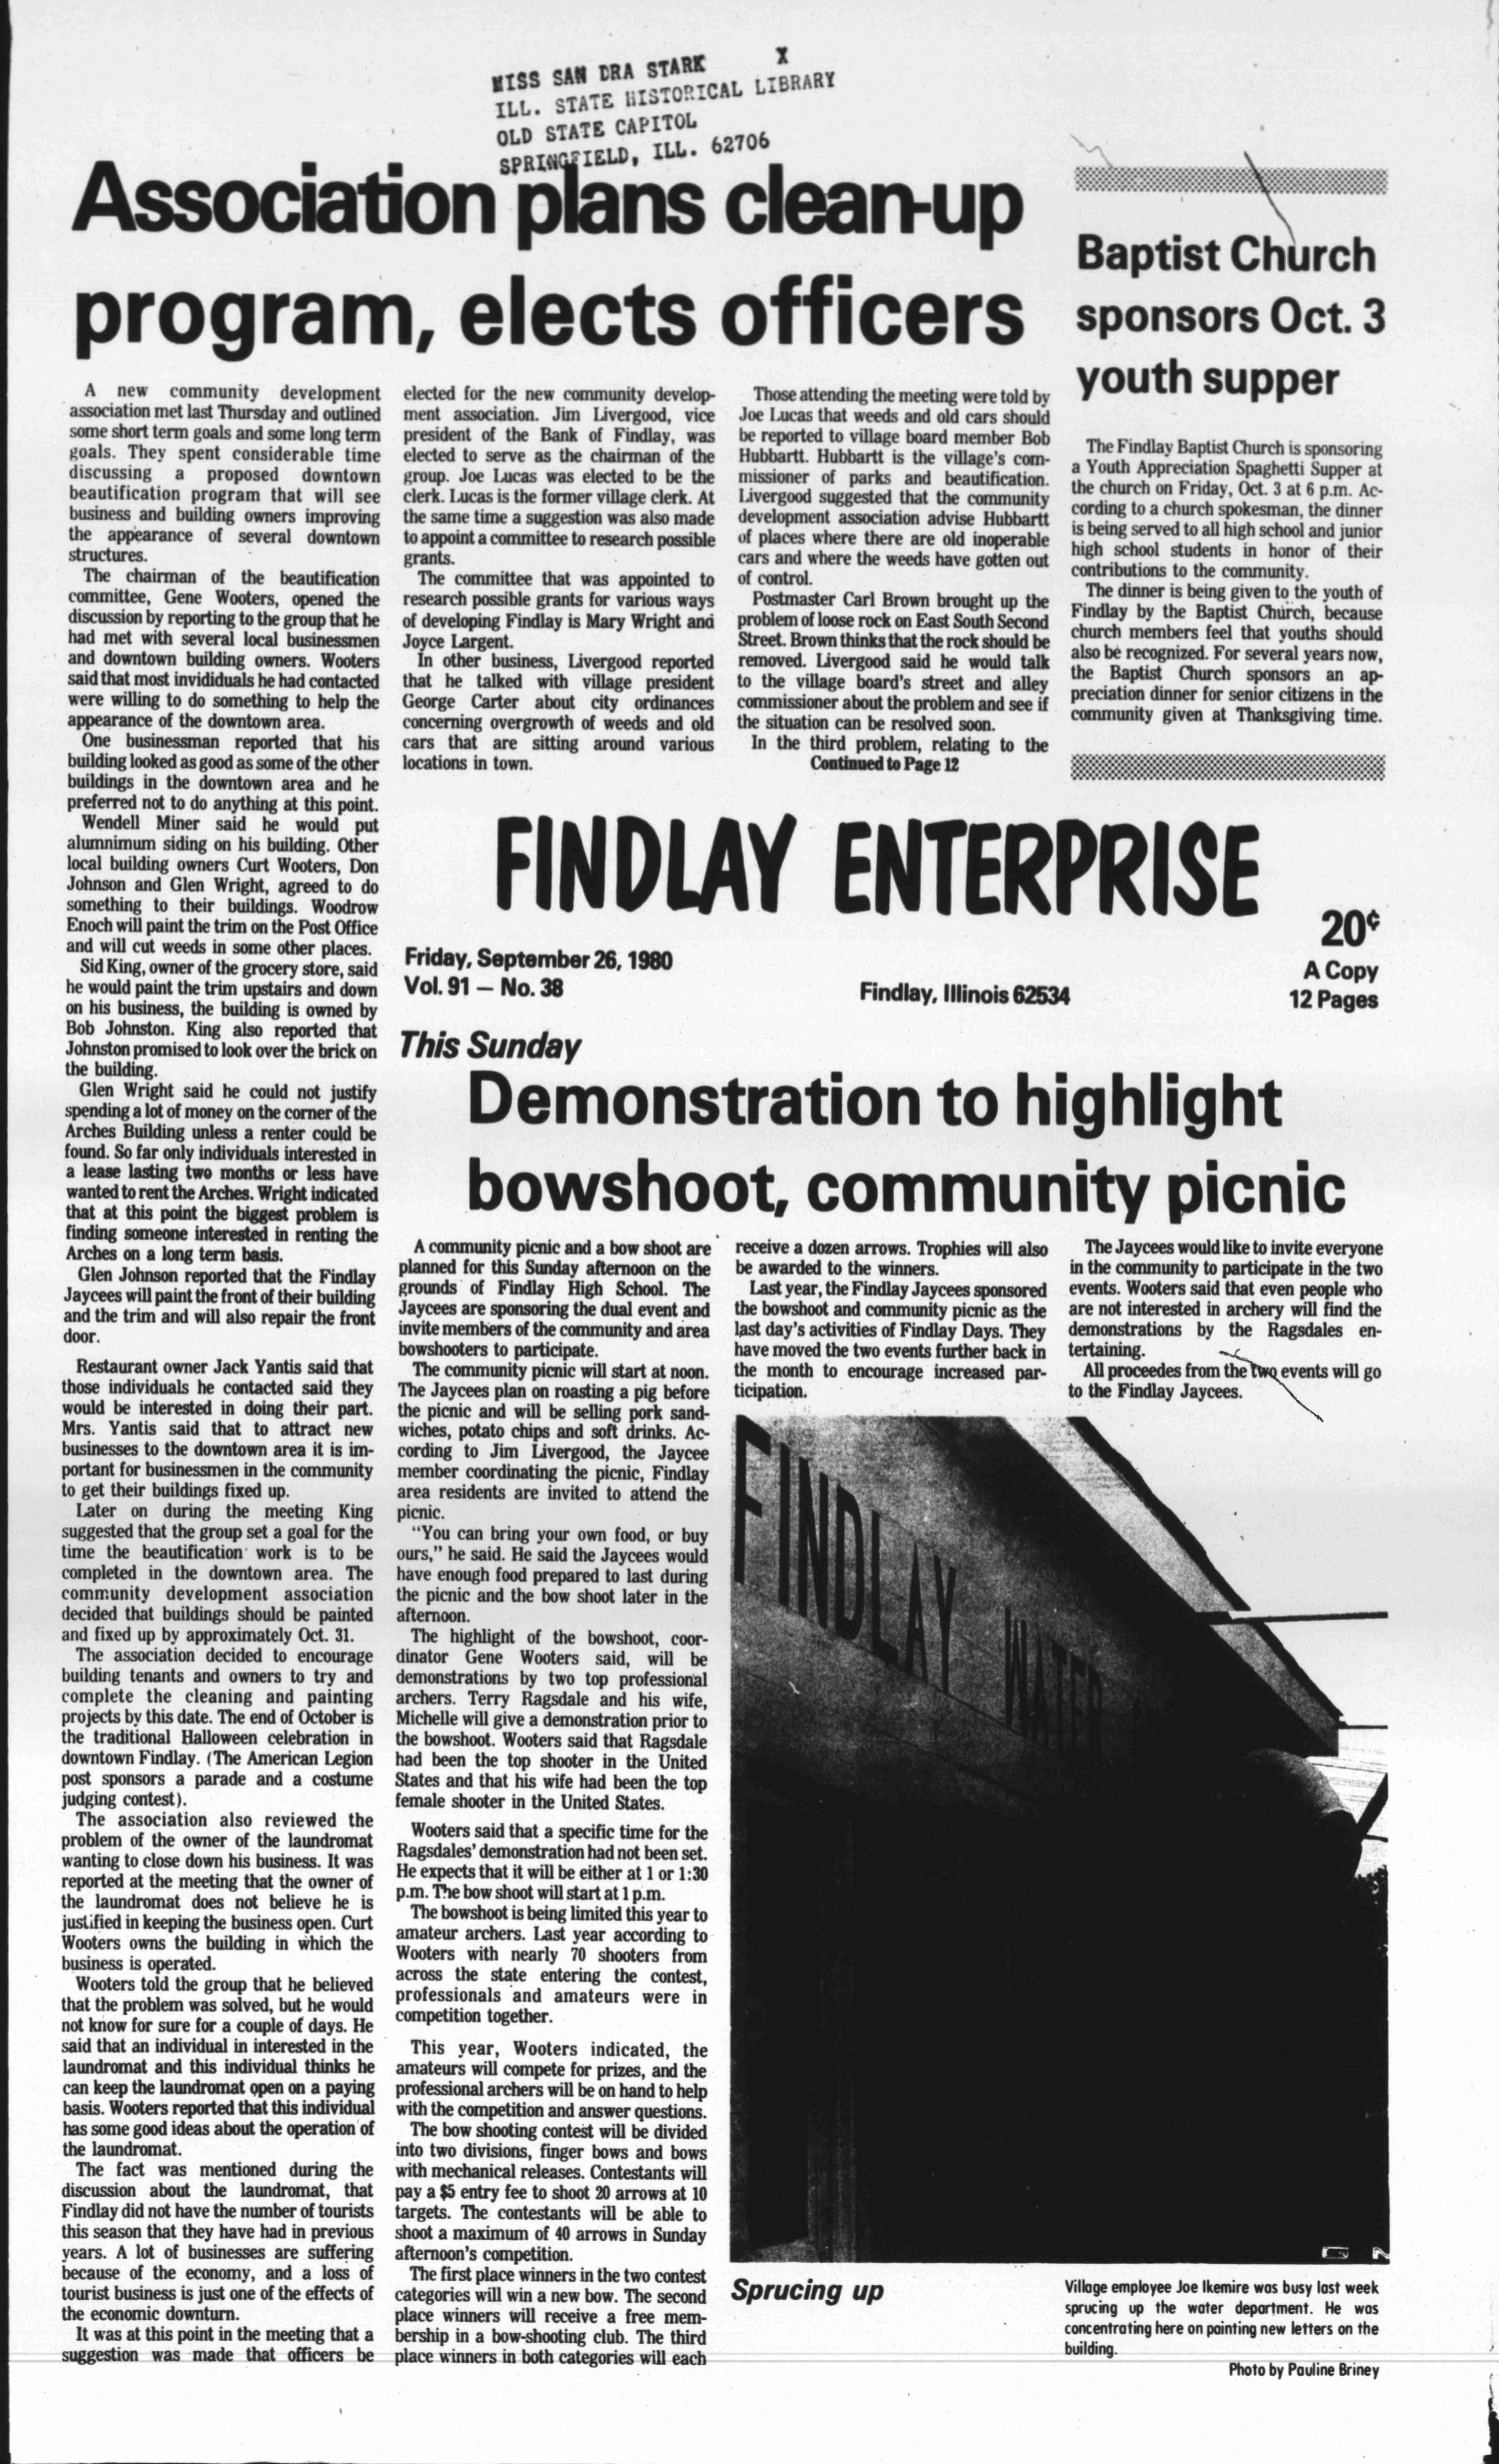 MISS SAN DRA STARK X
ILL. STATE HISTORICAL LIBRARY
OLD STATE CAPITOL
SPRINGFIELD, ILL. 62706
Association plans clean-up
program, elects officers
A new community development
association met last Thursday and outlined
some short term goals and some long term
goals. They spent considerable time
discussing a proposed downtown
beautification program that will see
business and building owners improving
the appearance of several downtown
structures.
The chairman of the beautification
committee, Gene Wooters, opened the
discussion by reporting to the group that he
had met with several local businessmen
and downtown building owners. Wooters
said that most invididuals he had contacted
were willing to do something to help the
appearance of the downtown area.
One businessman reported that his
building looked as good as some of the other
buildings in the downtown area and he
preferred not to do anything at this point.
Wendell Miner said he would put
alumnimum siding on his building. Other
local building owners Curt Wooters, Don
Johnson and Glen Wright, agreed to do
something to their buildings. Woodrow
Enoch will paint the trim on the Post Office
and will cut weeds in some other places.
Sid King, owner of the grocery store, said
he would paint the trim upstairs and down
on his business, the building is owned by
Bob Johnston. King also reported that
Johnston promised to look over the brick on
the building.
Glen Wright said he could not justify
spending a lot of money on the corner of the
Arches Building unless a renter could be
found. So far only individuals interested in
a lease lasting two months or less have
wanted to rent the Arches. Wright indicated
that at this point the biggest problem is
finding someone interested in renting the
Arches on a long term basis.
Glen Johnson reported that the Findlay
Jaycees will paint the front of their building
and the trim and will also repair the front
door.
Restaurant owner Jack Yantis said that
those individuals he contacted said they
would be interested in doing their part.
Mrs. Yantis said that to attract new
businesses to the downtown area it is im-
portant for businessmen in the community
to get their buildings fixed up.
Later on during the meeting King
suggested that the group set a goal for the
time the beautification work is to be
completed in the downtown area. The
community development association
decided that buildings should be painted
and fixed up by approximately Oct. 31.
The association decided to encourage
building tenants and owners to try and
complete the cleaning and painting
projects by this date. The end of October is
the traditional Halloween celebration in
downtown Findlay. (The American Legion
post sponsors a parade and a costume
judging contest).
The association also reviewed the
problem of the owner of the laundromat
wanting to close down his business. It was
reported at the meeting that the owner of
the laundromat does not believe he is
justified in keeping the business open. Curt
Wooters owns the building in which the
business is operated.
Wooters told the group that he believed
that the problem was solved, but he would
not know for sure for a couple of days. He
said that an individual in interested in the
laundromat and this individual thinks he
can keep the laundromat open on a paying
basis. Wooters reported that this individual
has some good ideas about the operation of
the laundromat.
The fact was mentioned during the
discussion about the laundromat, that
Findlay did not have the number of tourists
this season that they have had in previous
years. A lot of businesses are suffering
because of the economy, and a loss of
tourist business is just one of the effects of
the economic downturn.
It was at this point in the meeting that a
suggestion was made that officers be
elected for the new community develop-
ment association. Jim Livergood, vice
president of the Bank of Findlay, was
elected to serve as the chairman of the
group. Joe Lucas was elected to be the
clerk. Lucas is the former village clerk. At
the same time a suggestion was also made
to appoint a committee to research possible
grants.
The committee that was appointed to
research possible grants for various ways
of developing Findlay is Mary Wright and
Joyce Largent.
In other business, Livergood reported
that he talked with village president
George Carter about city ordinances
concerning overgrowth of weeds and old
cars that are sitting around various
locations in town.
Those attending the meeting were told by
Joe Lucas that weeds and old cars should
be reported to village board member Bob
Hubbartt. Hubbartt is the village's com-
missioner of parks and beautification.
Livergood suggested that the community
development association advise Hubbartt
of places where there are old inoperable
cars and where the weeds have gotten out
of control.
Postmaster Carl Brown brought up the
problem of loose rock on East South Second
Street. Brown thinks that the rock should be
removed. Livergood said he would talk
to the village board's street and alley
commissioner about the problem and see if
the situation can be resolved soon.
In the third problem, relating to the
Continued to Page 12
Baptist Church
sponsors Oct. 3
youth supper
The Findlay Baptist Church is sponsoring
a Youth Appreciation Spaghetti Supper at
the church on Friday, Oct. 3 at 6 p.m. Ac-
cording to a church spokesman, the dinner
is being served to all high school and junior
high school students in honor of their
contributions to the community.
The dinner is being given to the youth of
Findlay by the Baptist Church, because
church members feel that youths should
also be recognized. For several years now,
the Baptist Church sponsors an ap-
preciation dinner for senior citizens in the
community given at Thanksgiving time.
FINDLAY ENTERPRISE
Friday, September 26, 1980
Vol. 91 — No. 38
Findlay, Illinois 62534
20¢
A Copy
12 Pages
This Sunday
Demonstration to highlight
bowshoot, community picnic
A community picnic and a bow shoot are
planned for this Sunday afternoon on the
grounds of Findlay High School. The
Jaycees are sponsoring the dual event and
invite members of the community and area
bowshooters to participate.
The community picnic will start at noon.
The Jaycees plan on roasting a pig before
the picnic and will be selling pork sand-
wiches, potato chips and soft drinks. Ac-
cording to Jim Livergood, the Jaycee
member coordinating the picnic, Findlay
area residents are invited to attend the
picnic.
"You can bring your own food, or buy
ours," he said. He said the Jaycees would
have enough food prepared to last during
the picnic and the bow shoot later in the
afternoon.
The highlight of the bowshoot, coor-
dinator Gene Wooters said, will be
demonstrations by two top professional
archers. Terry Ragsdale and his wife,
Michelle will give a demonstration prior to
the bowshoot. Wooters said that Ragsdale
had been the top shooter in the United
States and that his wife had been the top
female shooter in the United States.
Wooters said that a specific time for the
Ragsdales' demonstration had not been set.
He expects that it will be either at 1 or 1:30
p.m. The bow shoot will start at 1 p.m.
The bowshoot is being limited this year to
amateur archers. Last year according to
Wooters with nearly 70 shooters from
across the state entering the contest,
professionals and amateurs were in
competition together.
This year, Wooters indicated, the
amateurs will compete for prizes, and the
professional archers will be on hand to help
with the competition and answer questions.
The bow shooting contest will be divided
into two divisions, finger bows and bows
with mechanical releases. Contestants will
pay a $5 entry fee to shoot 20 arrows at 10
targets. The contestants will be able to
shoot a maximum of 40 arrows in Sunday
afternoon's competition.
The first place winners in the two contest
categories will win a new bow. The second
place winners will receive a free mem-
bership in a bow-shooting club. The third
place winners in both categories will each
receive a dozen arrows. Trophies will also
be awarded to the winners.
Last year, the Findlay Jaycees sponsored
the bowshoot and community picnic as the
last day's activities of Findlay Days. They
have moved the two events further back in
the month to encourage increased par-
ticipation.
The Jaycees would like to invite everyone
in the community to participate in the two
events. Wooters said that even people who
are not interested in archery will find the
demonstrations by the Ragsdales en-
tertaining.
All proceedes from the two events will go
to the Findlay Jaycees.
FINDLAY WATER
Sprucing up
Village employee Joe Ikemire was busy last week
sprucing up the water department. He was
concentrating here on painting new letters on the
building.
Photo by Pauline Briney